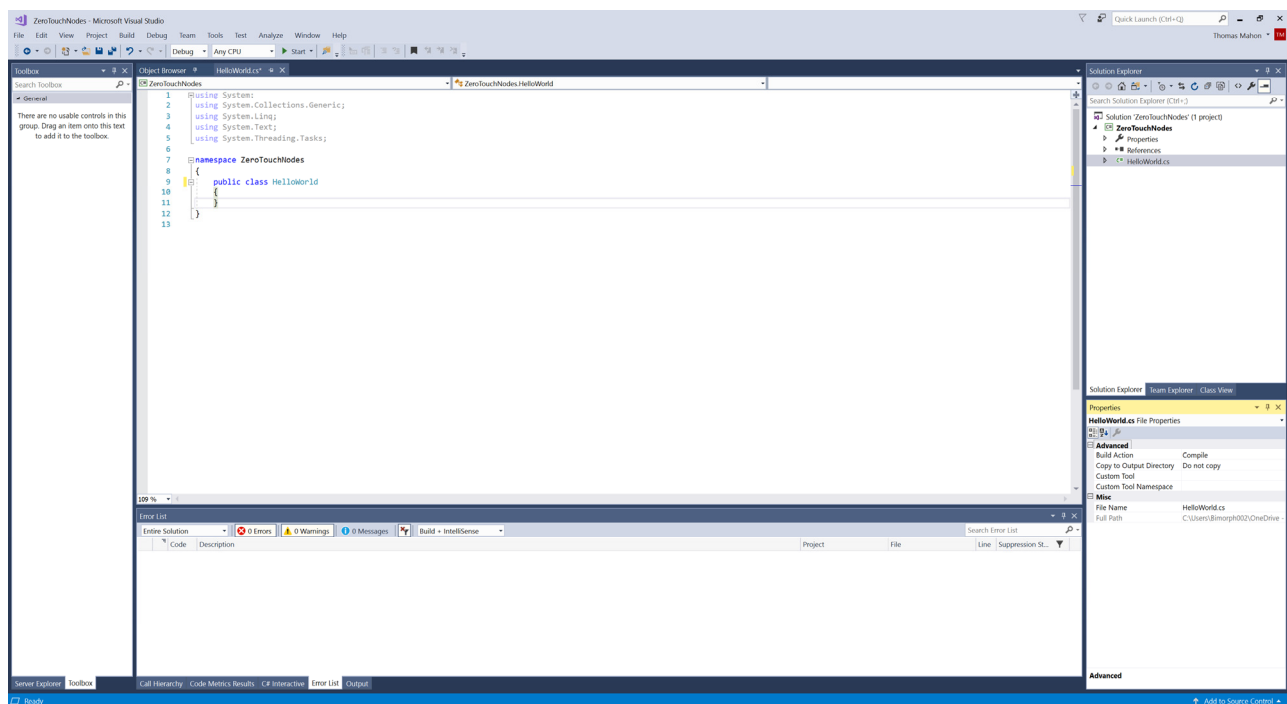 ZeroTouchNodes - Microsoft Visual Studio
Quick Launch (Ctrl+Q)
File Edit View Project Build Debug Team Tools Test Analyze Window Help
Thomas Mahon TM
Debug Any CPU Start
Toolbox
Search Toolbox
General
There are no usable controls in this
group. Drag an item onto this text
to add it to the toolbox.
Server Explorer Toolbox
Object Browser HelloWorld.cs*
ZeroTouchNodes ZeroTouchNodes.HelloWorld
1 using System;
2 using System.Collections.Generic;
3 using System.Linq;
4 using System.Text;
5 using System.Threading.Tasks;
6
7 namespace ZeroTouchNodes
8 {
9 public class HelloWorld
10 {
11 }
12 }
13
109 %
Error List
Entire Solution 0 Errors 0 Warnings 0 Messages Build + IntelliSense Search Error List
Code Description Project File Line Suppression St...
Call Hierarchy Code Metrics Results C# Interactive Error List Output
Solution Explorer
Search Solution Explorer (Ctrl+;)
Solution 'ZeroTouchNodes' (1 project)
ZeroTouchNodes
Properties
References
HelloWorld.cs
Solution Explorer Team Explorer Class View
Properties
HelloWorld.cs File Properties
Advanced
Build Action Compile
Copy to Output Directory Do not copy
Custom Tool
Custom Tool Namespace
Misc
File Name HelloWorld.cs
Full Path C:\Users\Bimorph002\OneDrive -
Advanced
Ready
Add to Source Control